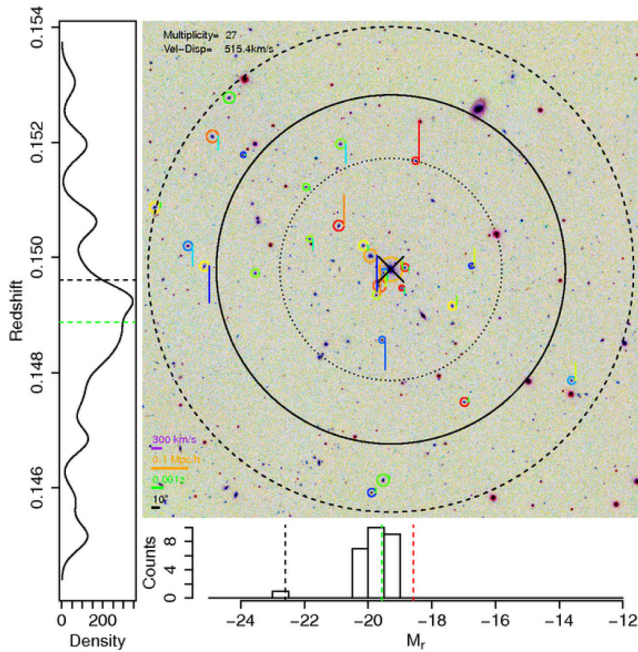 Multiplicity= 27
Vel-Disp= 515.4km/s
0.154
0.152
0.150
0.148
0.146
Redshift
0 200
Density
300 km/s
0.1 Mpc/h
0.001z
10"
Counts
0 4 8
-24 -22 -20 -18 -16 -14 -12
Mr